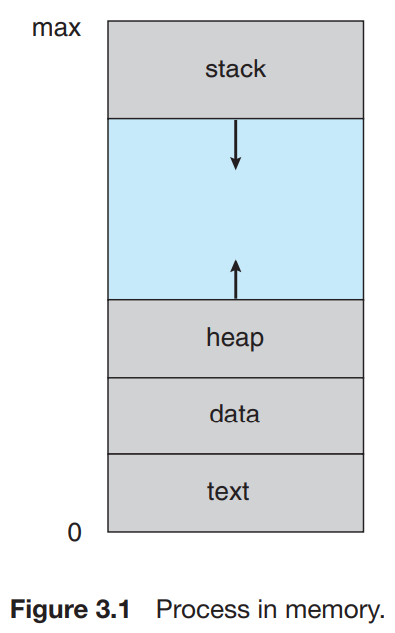 max
stack
heap
data
text
0
Figure 3.1 Process in memory.